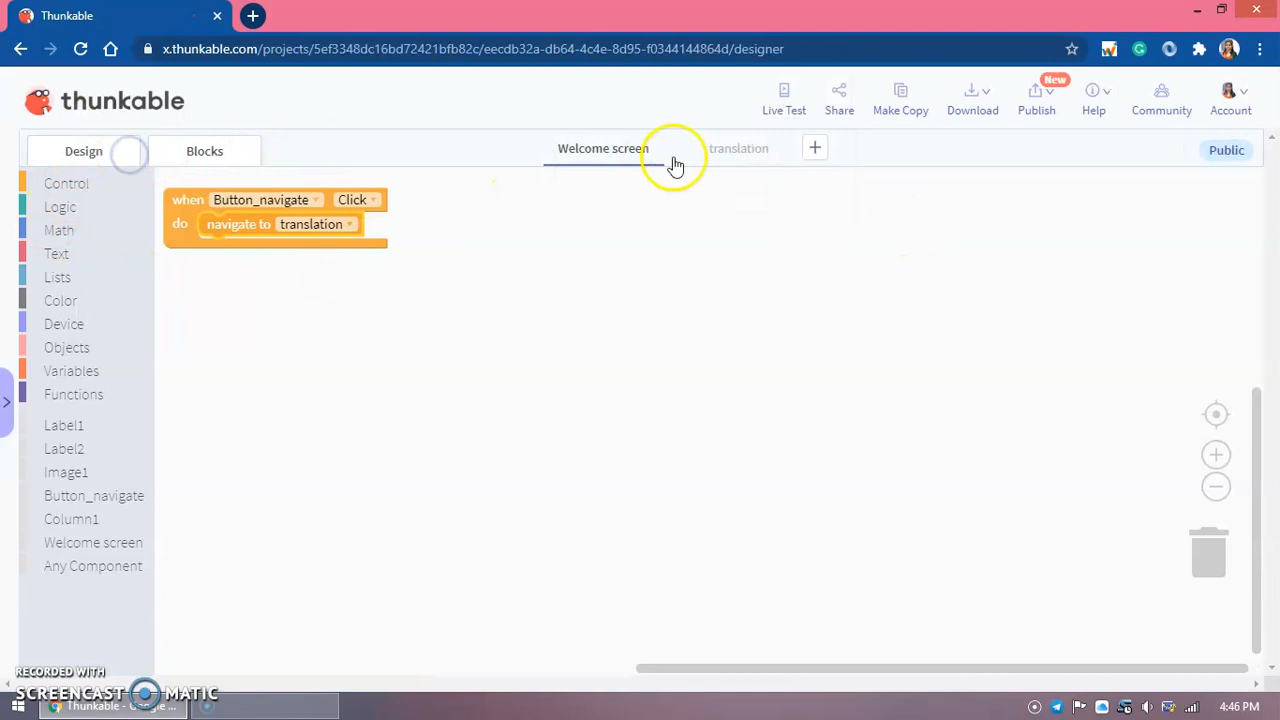 Thunkable
x.thunkable.com/projects/5ef3348dc16bd72421bfb82c/eecdb32a-db64-4c4e-8d95-f0344144864d/designer
thunkable
New
Live Test
Share
Make Copy
Download
Publish
Help
Community
Account
Design
Blocks
Welcome screen
translation
Public
Control
Logic
Math
Text
Lists
Color
Device
Objects
Variables
Functions
Label1
Label2
Image1
Button_navigate
Column1
Welcome screen
Any Component
when Button_navigate Click
do navigate to translation
RECORDED WITH
SCREENCAST MATIC
Thunkable - Google ...
4:46 PM